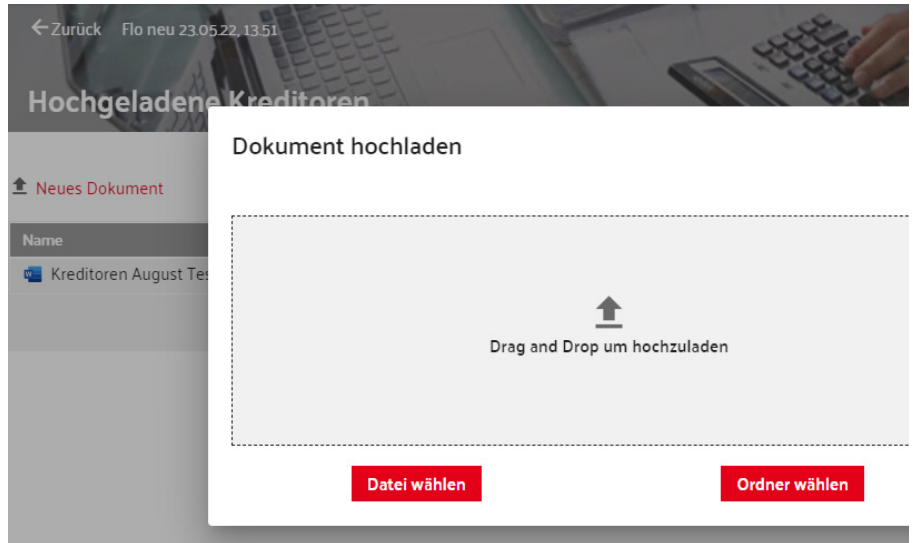 Zurück Flo neu 23.05.22, 13:51
Hochgeladene Kreditoren
Dokument hochladen
Neues Dokument
Name
Kreditoren August Tes
Drag and Drop um hochzuladen
Datei wählen Ordner wählen